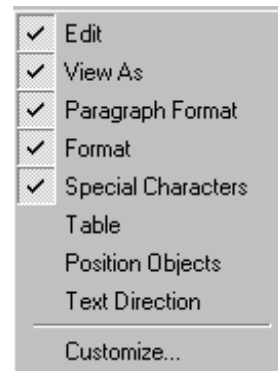 Edit
View As
Paragraph Format
Format
Special Characters
Table
Position Objects
Text Direction
Customize...